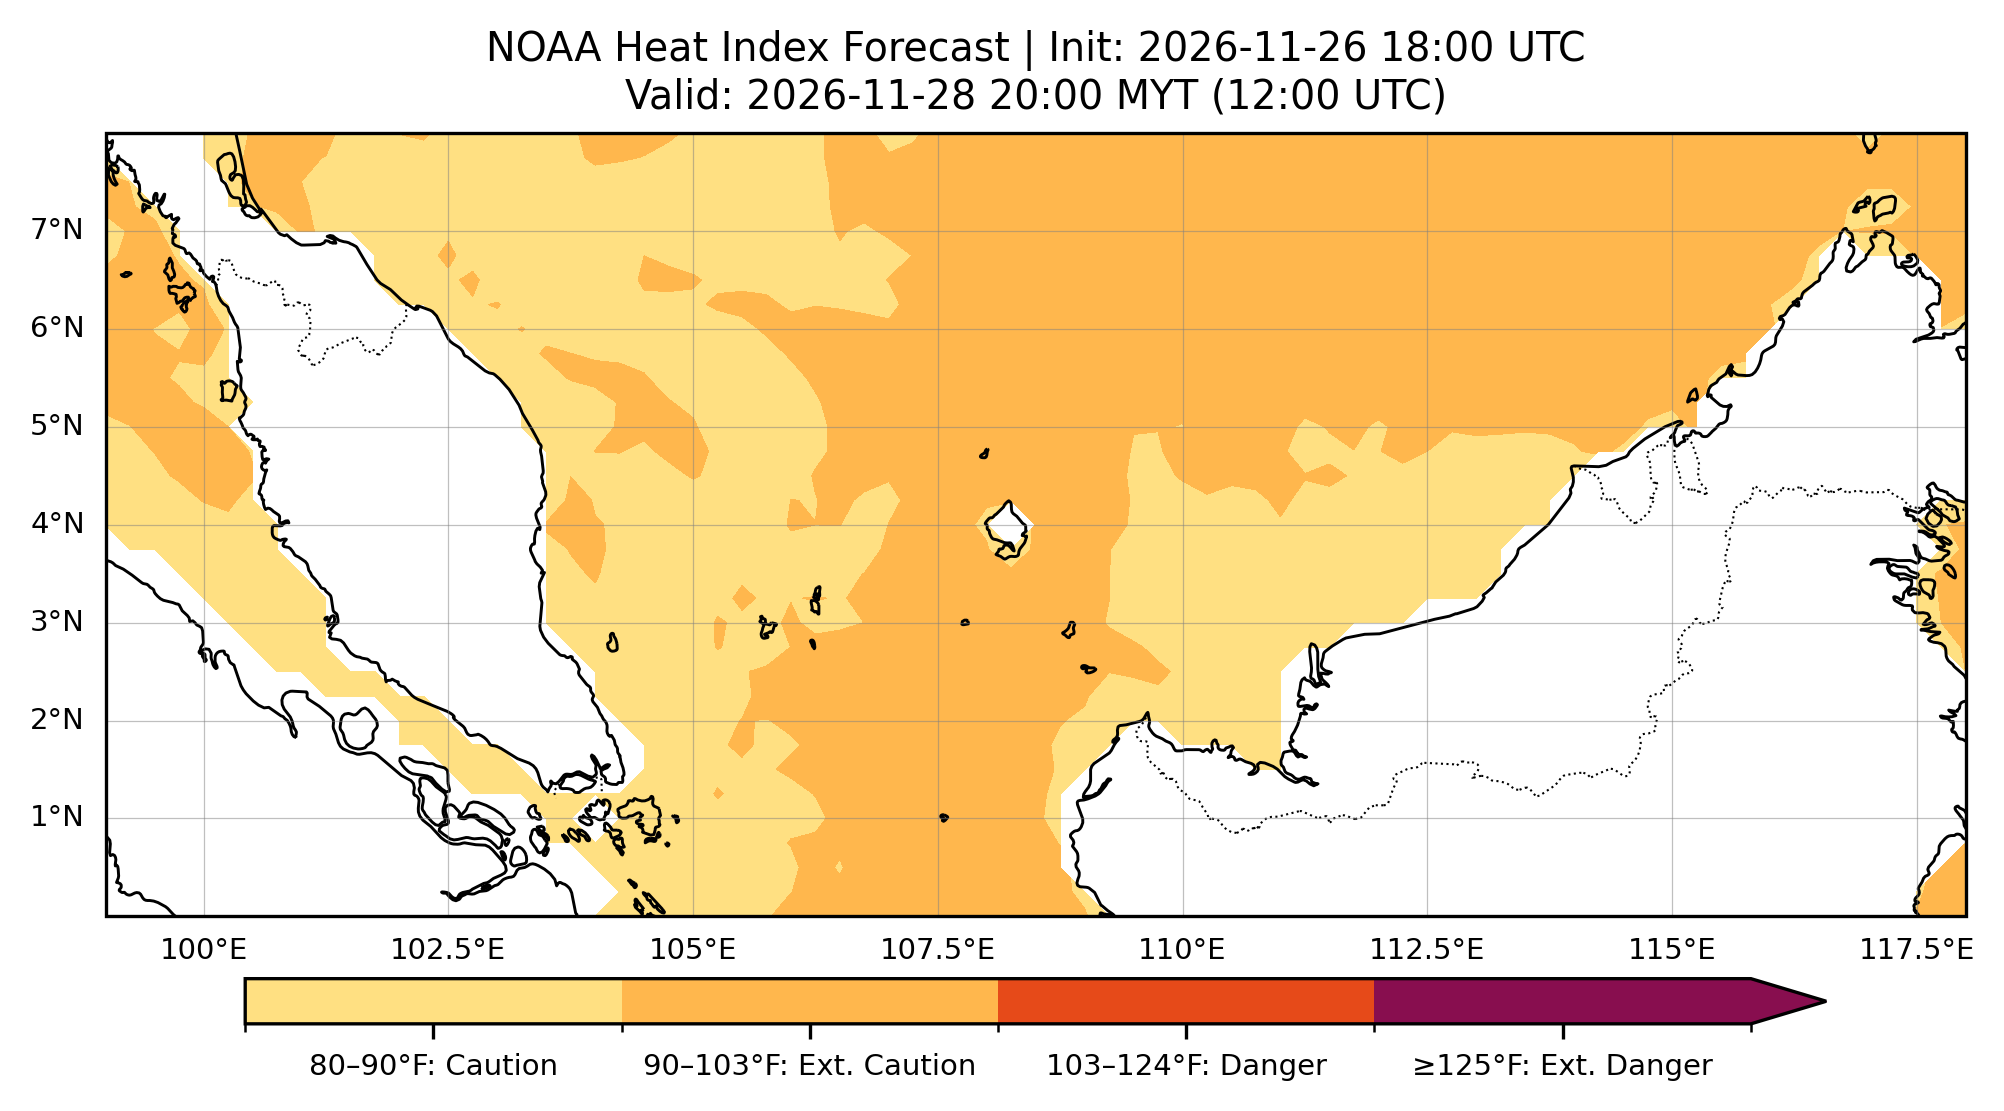 NOAA Heat Index Forecast | Init: 2026-11-26 18:00 UTC
Valid: 2026-11-28 20:00 MYT (12:00 UTC)
7°N
6°N
5°N
4°N
3°N
2°N
1°N
100°E
102.5°E
105°E
107.5°E
110°E
112.5°E
115°E
117.5°E
80–90°F: Caution
90–103°F: Ext. Caution
103–124°F: Danger
≥125°F: Ext. Danger